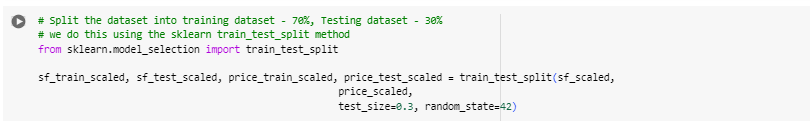 # Split the dataset into training dataset - 70%, Testing dataset - 30%
# we do this using the sklearn train_test_split method
from sklearn.model_selection import train_test_split
sf_train_scaled, sf_test_scaled, price_train_scaled, price_test_scaled = train_test_split(sf_scaled,
price_scaled,
test_size=0.3, random_state=42)